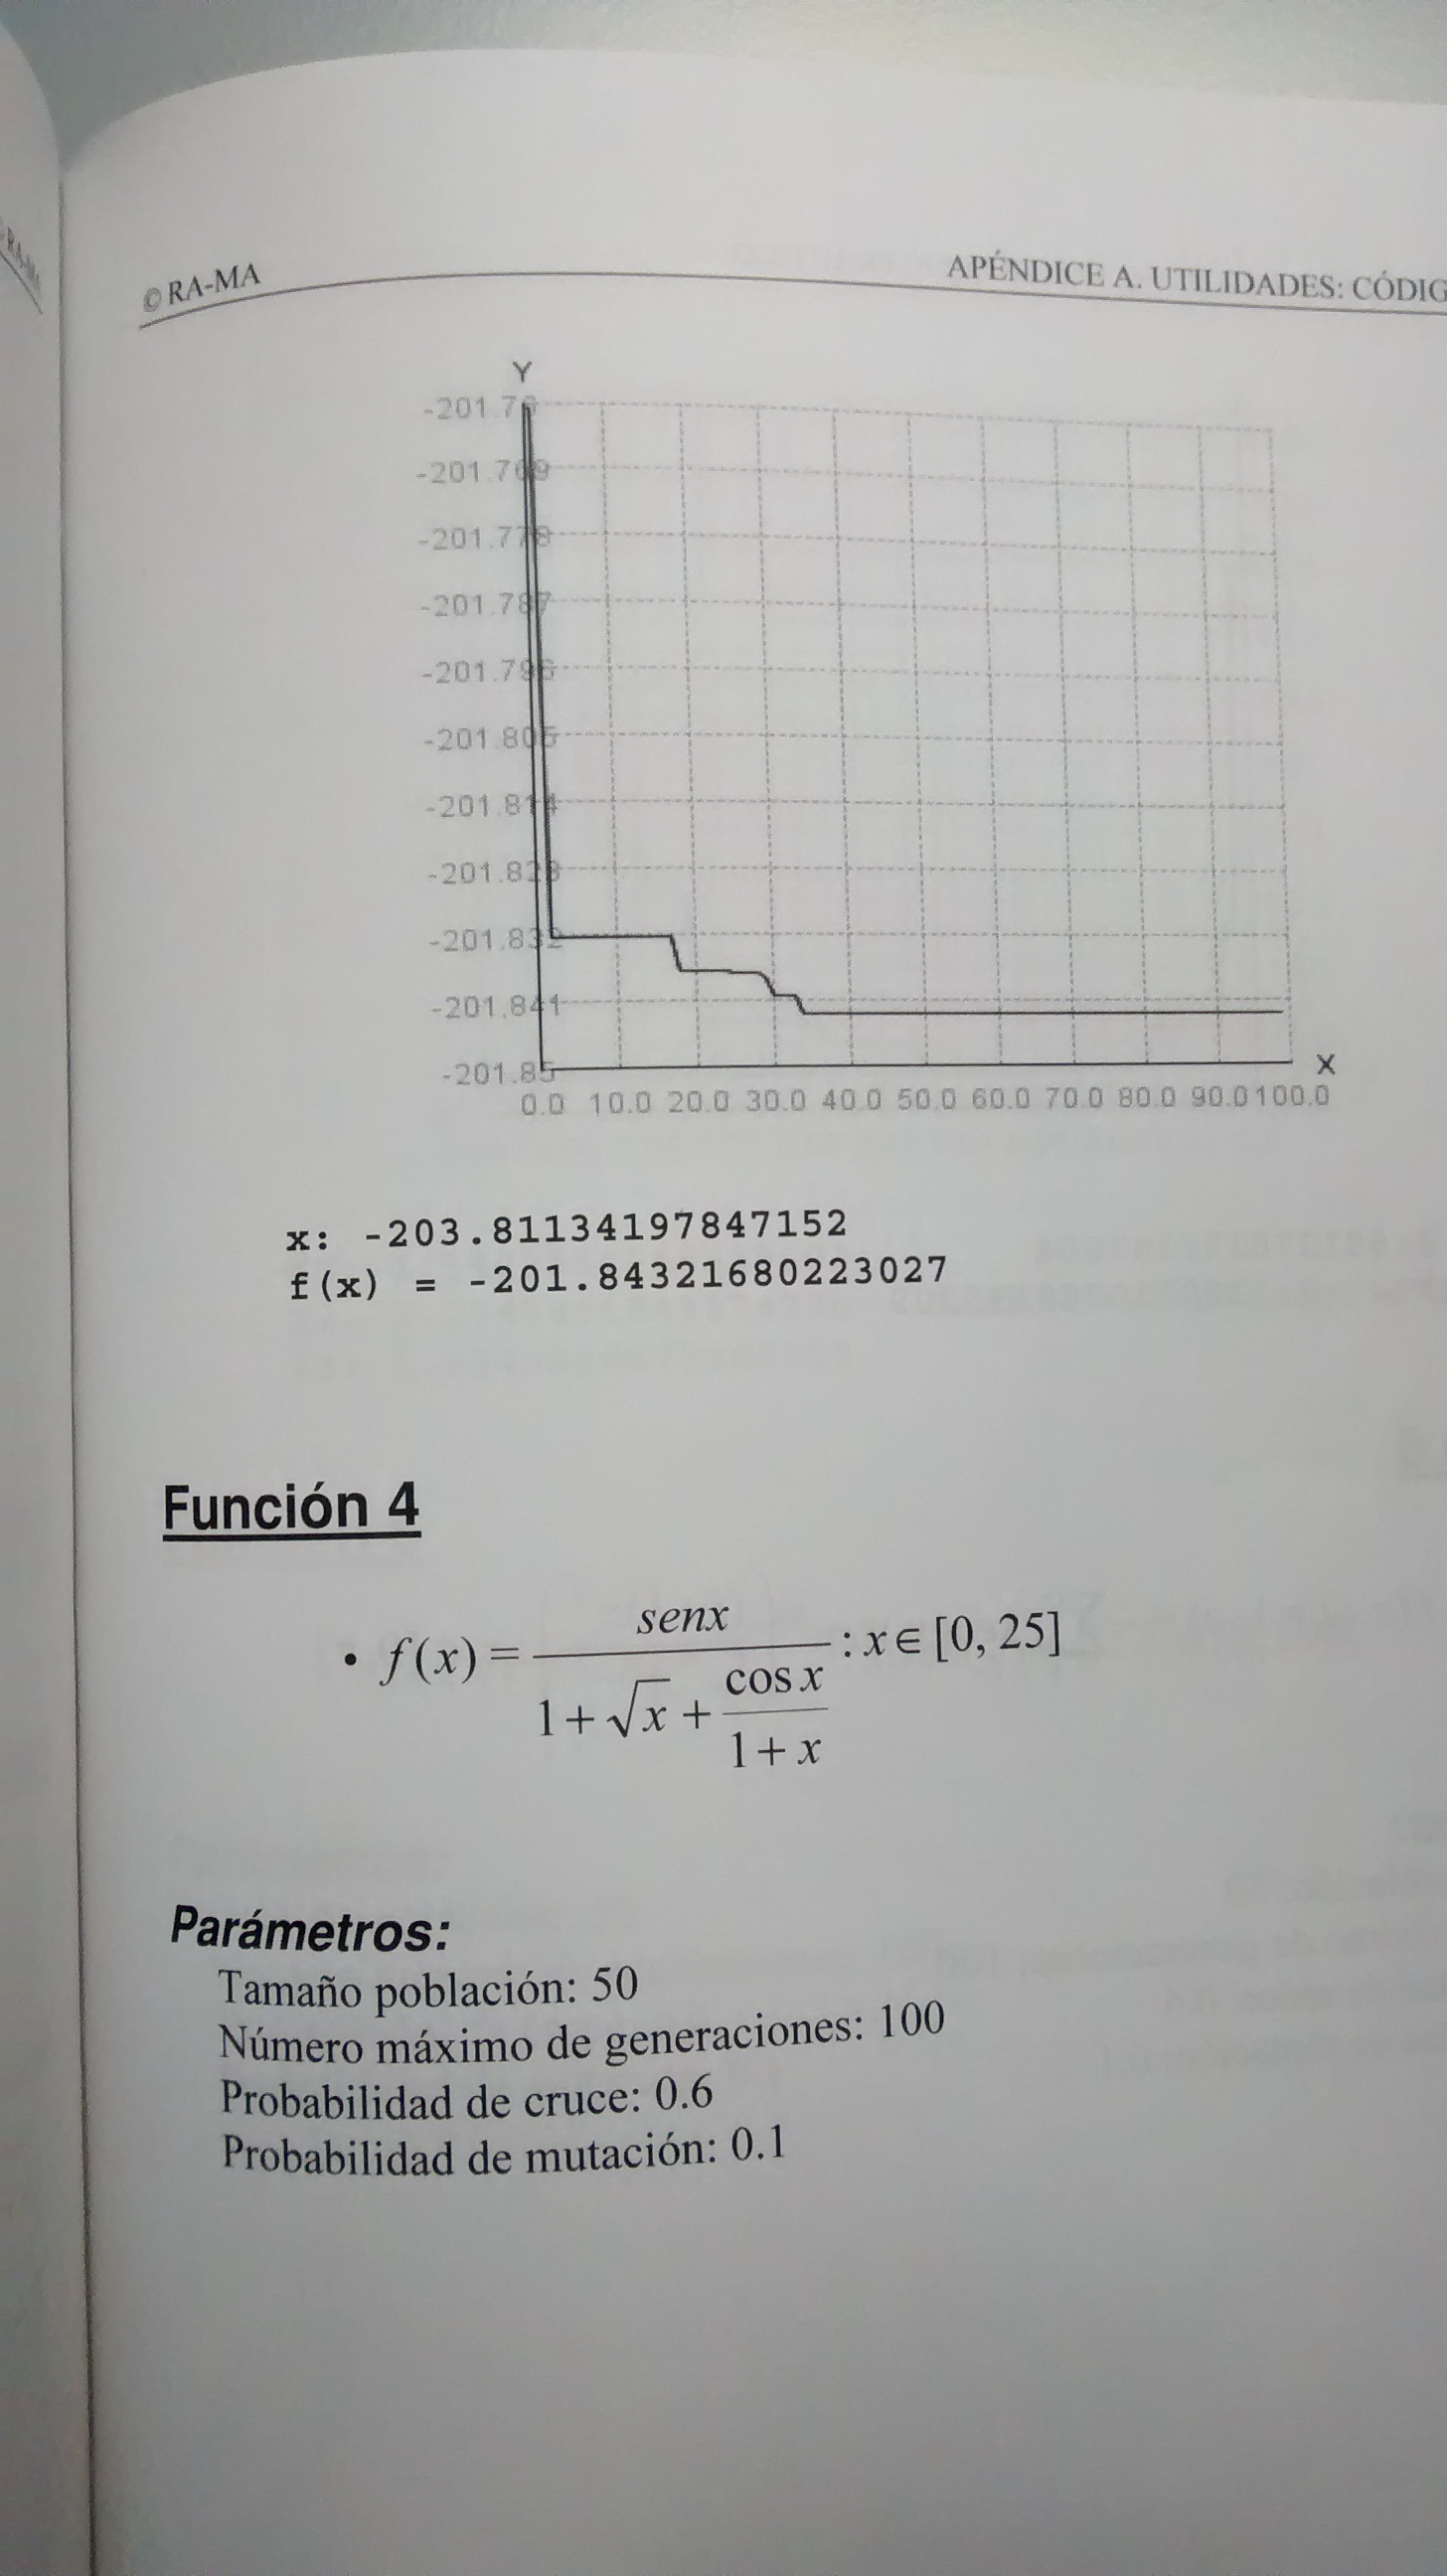 RA-MA
© RA-MA
APÉNDICE A. UTILIDADES: CÓDIG
Y
-201.76
-201.769
-201.778
-201.787
-201.796
-201.805
-201.814
-201.823
-201.832
-201.841
-201.85
X
0.0 10.0 20.0 30.0 40.0 50.0 60.0 70.0 80.0 90.0 100.0
x: -203.81134197847152
f(x) = -201.84321680223027
Función 4
• f(x) = senx / (1 + √x + cos x / (1 + x)) : x ∈ [0, 25]
Parámetros:
Tamaño población: 50
Número máximo de generaciones: 100
Probabilidad de cruce: 0.6
Probabilidad de mutación: 0.1